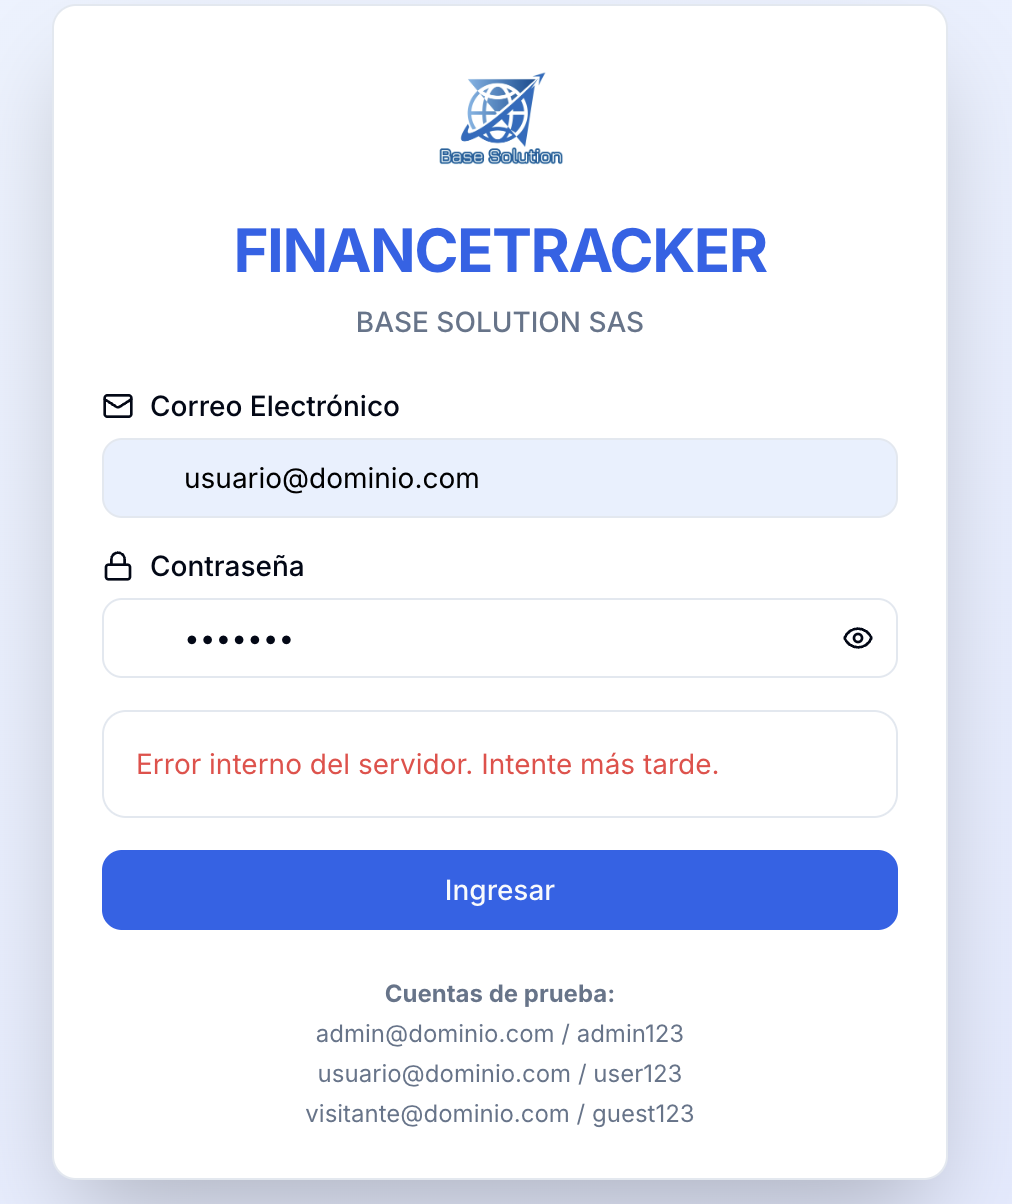 Base Solution
FINANCETRACKER
BASE SOLUTION SAS
Correo Electrónico
usuario@dominio.com
Contraseña
•••••••
Error interno del servidor. Intente más tarde.
Ingresar
Cuentas de prueba:
admin@dominio.com / admin123
usuario@dominio.com / user123
visitante@dominio.com / guest123